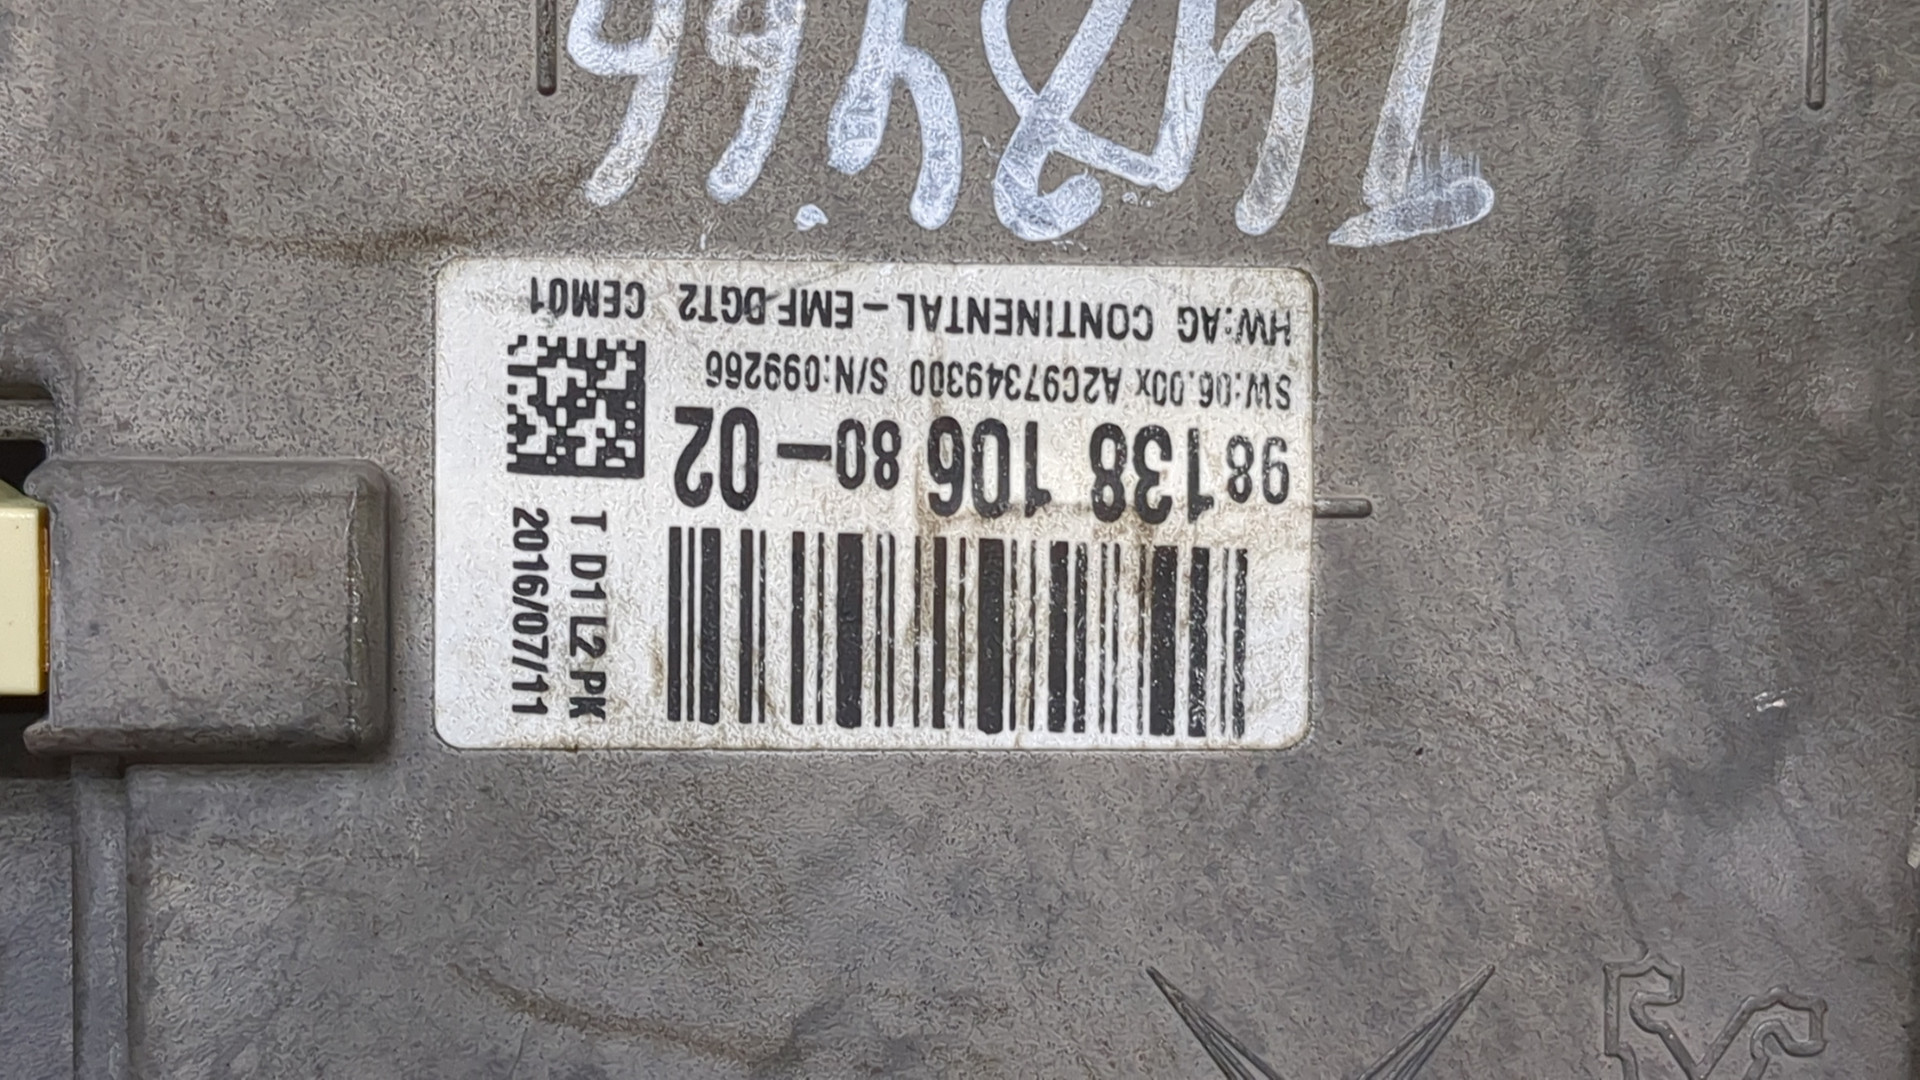 HW:AG CONTINENTAL-EMF DGT2 CEM01
SW:06.00x A2C97349300 S/N:099266
98 138 106 80-02
T D1L2 PK
2016/07/11